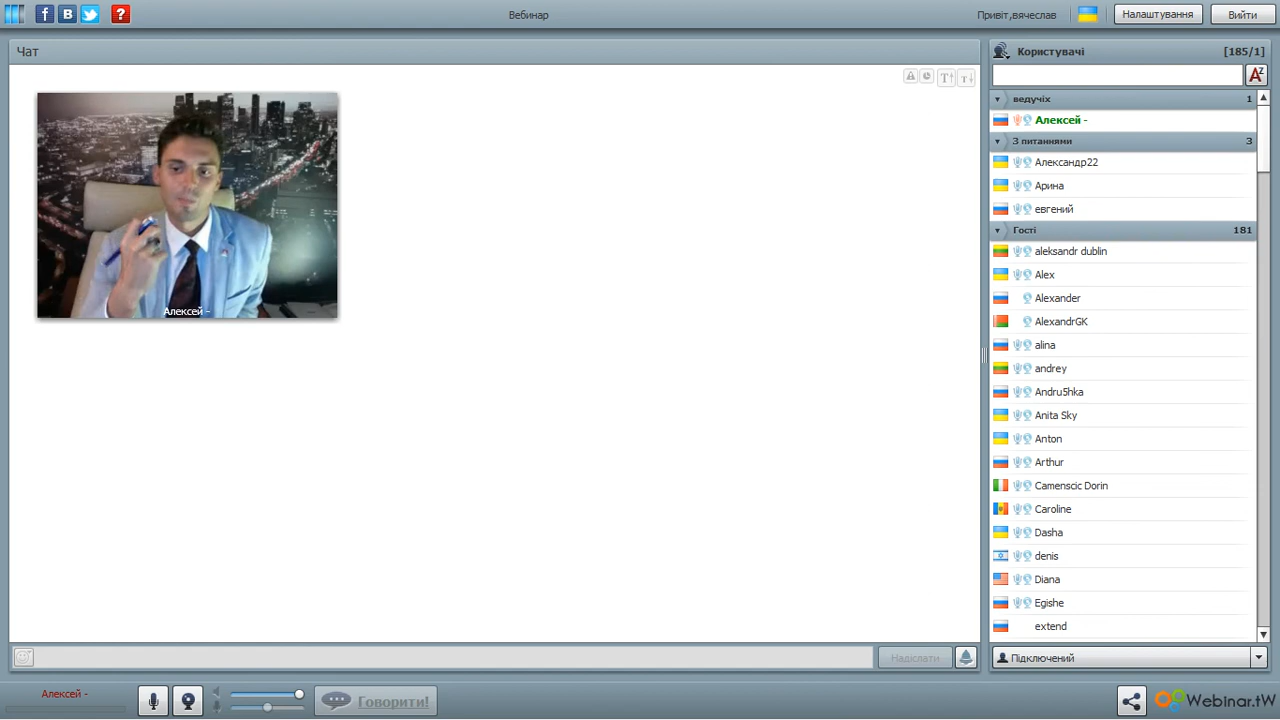 f B ?
Вебинар
Привіт,вячеслав
Налаштування
Вийти
Чат
T↑ T↓
Алексей -
Користувачі [185/1]
AZ
ведучіх 1
Алексей -
З питаннями 3
Александр22
Арина
евгений
Гості 181
aleksandr dublin
Alex
Alexander
AlexandrGK
alina
andrey
Andru5hka
Anita Sky
Anton
Arthur
Camenscic Dorin
Caroline
Dasha
denis
Diana
Egishe
extend
Надіслати
Підключений
Алексей -
Говорити!
Webinar.tW